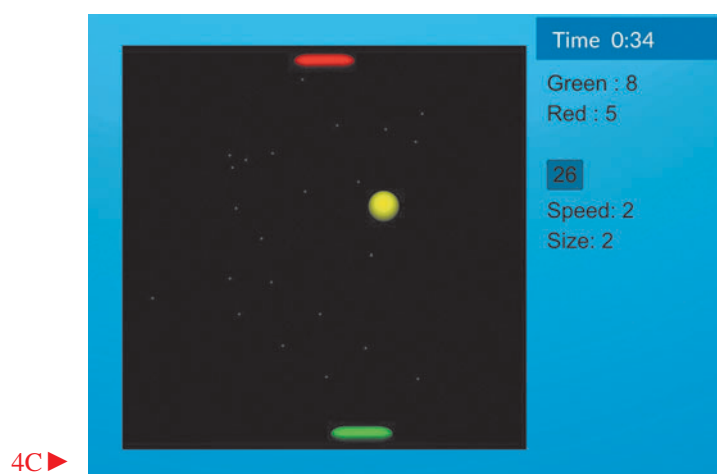 Time 0:34
Green : 8
Red : 5
26
Speed: 2
Size: 2
4C ►